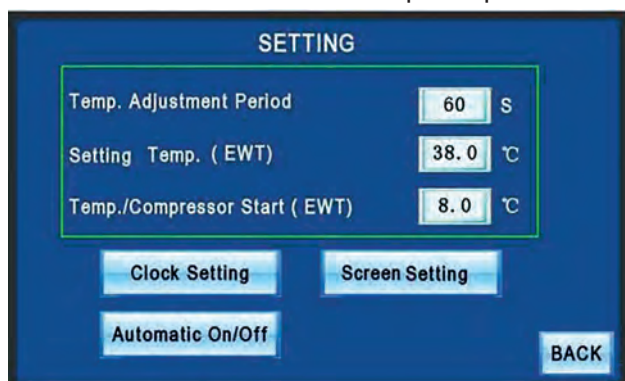 SETTING
Temp. Adjustment Period 60 S
Setting Temp. ( EWT) 38.0 ℃
Temp./Compressor Start ( EWT) 8.0 ℃
Clock Setting Screen Setting
Automatic On/Off
BACK